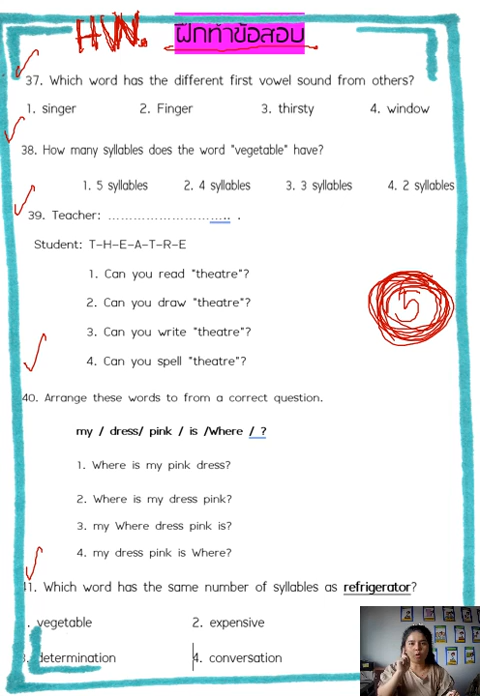 HW. ฝึกทำข้อสอบ
37. Which word has the different first vowel sound from others?
1. singer 2. Finger 3. thirsty 4. window
38. How many syllables does the word "vegetable" have?
1. 5 syllables 2. 4 syllables 3. 3 syllables 4. 2 syllables
39. Teacher: ………………………….. .
Student: T-H-E-A-T-R-E
1. Can you read "theatre"?
2. Can you draw "theatre"?
3. Can you write "theatre"?
4. Can you spell "theatre"?
5
40. Arrange these words to from a correct question.
my / dress/ pink / is /Where / ?
1. Where is my pink dress?
2. Where is my dress pink?
3. my Where dress pink is?
4. my dress pink is Where?
41. Which word has the same number of syllables as refrigerator?
. vegetable 2. expensive
3. determination 4. conversation